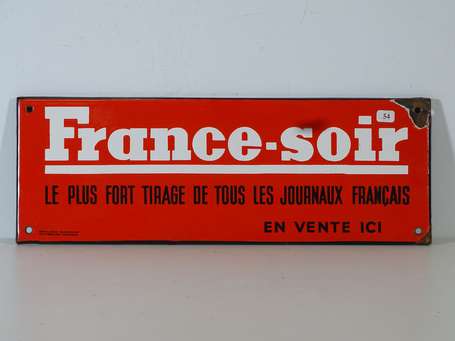 France-soir
54
LE PLUS FORT TIRAGE DE TOUS LES JOURNAUX FRANÇAIS
EN VENTE ICI